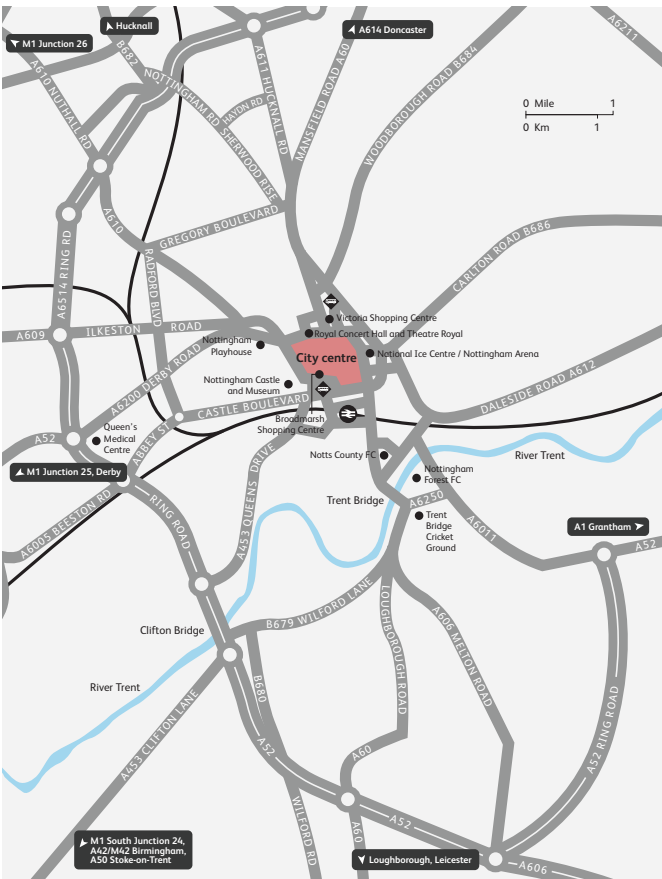 Hucknall
A614 Doncaster
M1 Junction 26
A6211
B682
A611 HUCKNALL RD
MANSFIELD ROAD A60
WOODBOROUGH ROAD B684
A610 NUTHALL RD
NOTTINGHAM RD
HAYDN RD
SHERWOOD RISE
0 Mile 1
0 Km 1
A610
GREGORY BOULEVARD
A6514 RING RD
RADFORD BLVD
CARLTON ROAD B686
Victoria Shopping Centre
A609
ILKESTON ROAD
Royal Concert Hall and Theatre Royal
Nottingham
Playhouse
City centre
National Ice Centre / Nottingham Arena
A6200 DERBY ROAD
Nottingham Castle
and Museum
DALESIDE ROAD A612
CASTLE BOULEVARD
Broadmarsh
Shopping Centre
A52
Queen's
Medical
Centre
ABBEY ST
Notts County FC
River Trent
M1 Junction 25, Derby
Nottingham
Forest FC
A6005 BEESTON RD
RING ROAD
A453 QUEENS DRIVE
Trent Bridge
A6250
Trent
Bridge
Cricket
Ground
A6011
A1 Grantham
A52
B679 WILFORD LANE
LOUGHBOROUGH ROAD
A606 MELTON ROAD
Clifton Bridge
River Trent
B680
A453 CLIFTON LANE
A52
A60
A52 RING ROAD
WILFORD RD
A60
A52
M1 South Junction 24,
A42/M42 Birmingham,
A50 Stoke-on-Trent
Loughborough, Leicester
A606